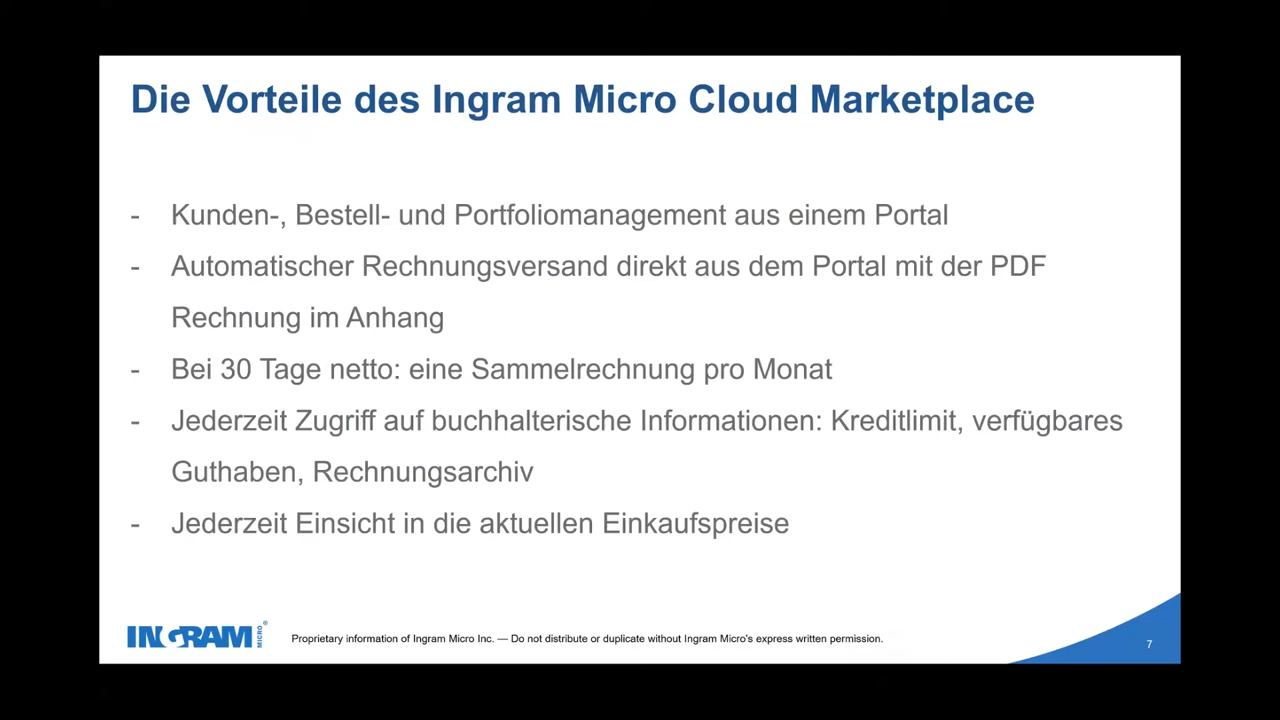 Die Vorteile des Ingram Micro Cloud Marketplace
- Kunden-, Bestell- und Portfoliomanagement aus einem Portal
- Automatischer Rechnungsversand direkt aus dem Portal mit der PDF
Rechnung im Anhang
- Bei 30 Tage netto: eine Sammelrechnung pro Monat
- Jederzeit Zugriff auf buchhalterische Informationen: Kreditlimit, verfügbares
Guthaben, Rechnungsarchiv
- Jederzeit Einsicht in die aktuellen Einkaufspreise
INGRAM MICRO®
Proprietary information of Ingram Micro Inc. — Do not distribute or duplicate without Ingram Micro's express written permission.
7